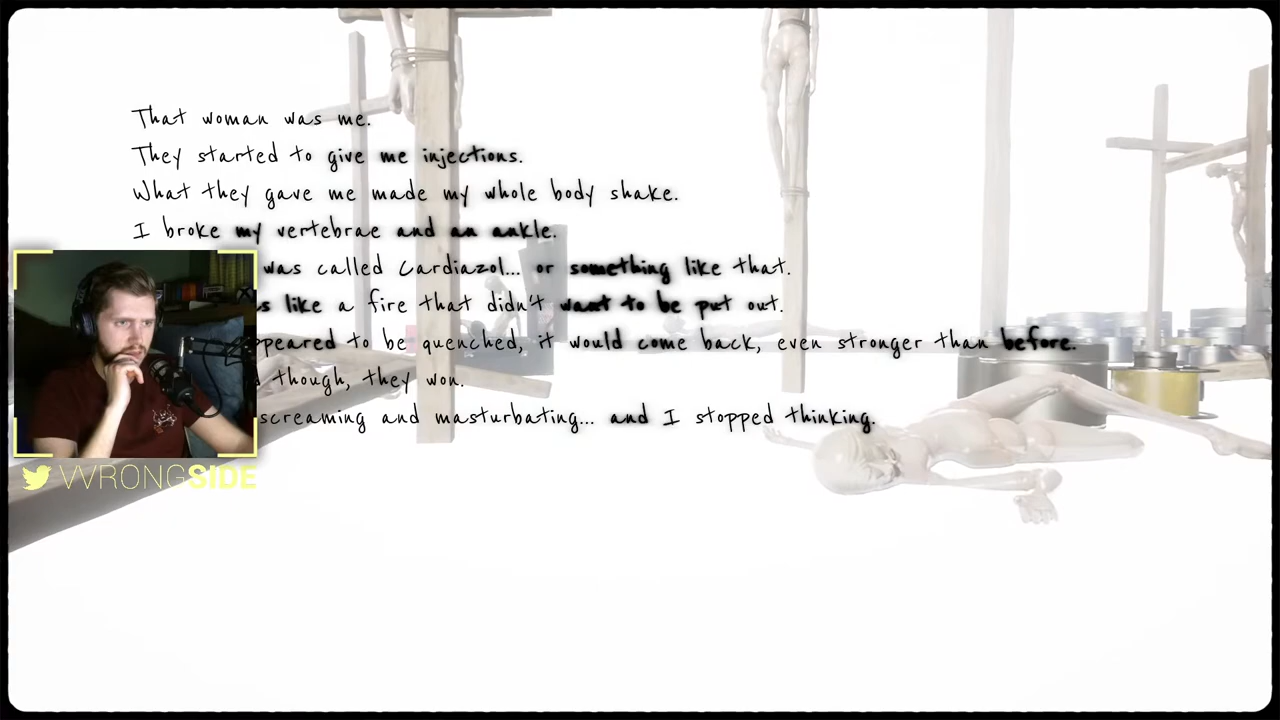 That woman was me.
They started to give me injections.
What they gave me made my whole body shake.
I broke my vertebrae and an ankle.
was called Cardiazol... or something like that.
like a fire that didn't want to be put out.
to be quenched, it would come back, even stronger than before.
though, they won.
screaming and masturbating... and I stopped thinking.
VVRONGSIDE